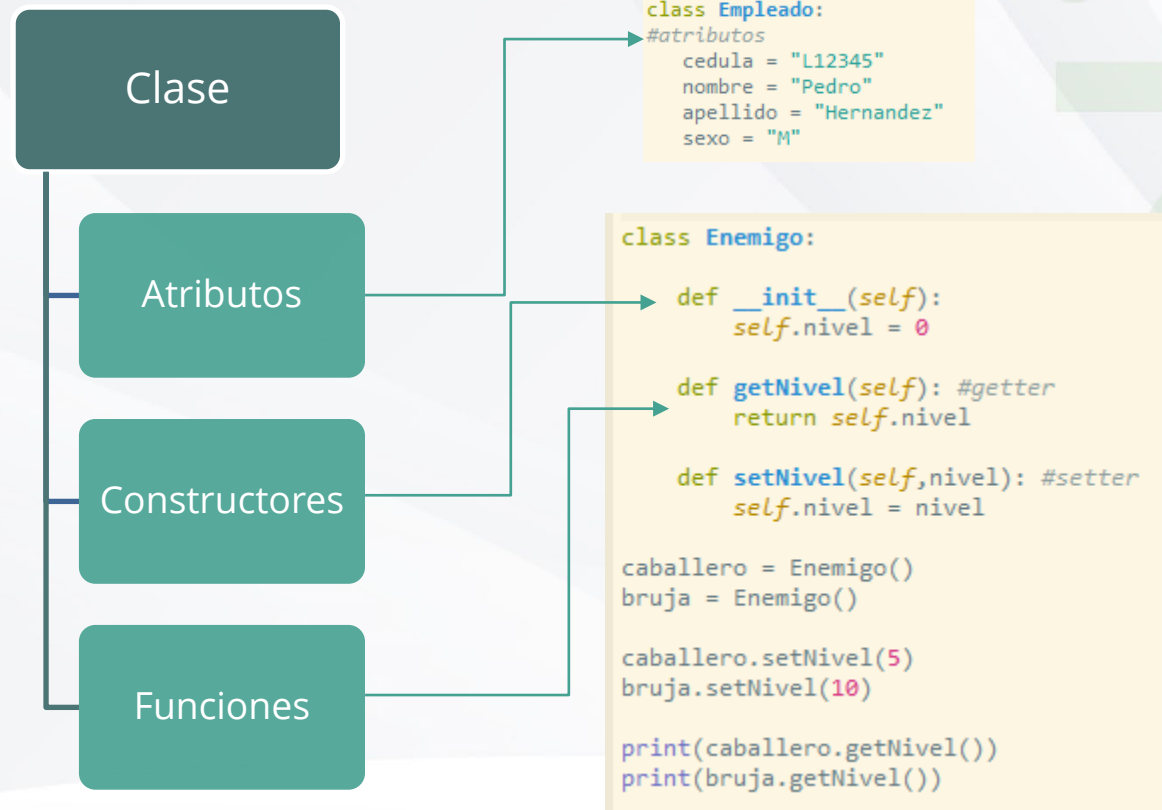 Clase
Atributos
Constructores
Funciones
class Empleado:
#atributos
    cedula = "L12345"
    nombre = "Pedro"
    apellido = "Hernandez"
    sexo = "M"
class Enemigo:
    def __init__(self):
        self.nivel = 0
    def getNivel(self): #getter
        return self.nivel
    def setNivel(self,nivel): #setter
        self.nivel = nivel
caballero = Enemigo()
bruja = Enemigo()
caballero.setNivel(5)
bruja.setNivel(10)
print(caballero.getNivel())
print(bruja.getNivel())